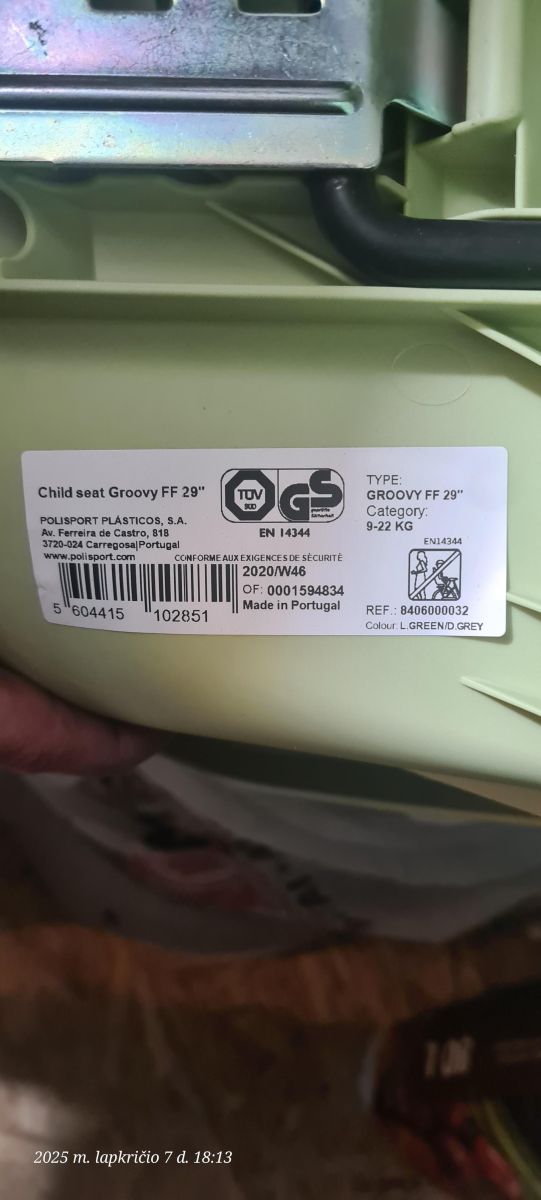 Child seat Groovy FF 29"
POLISPORT PLÁSTICOS, S.A.
Av. Ferreira de Castro, 818
3720-024 Carregosa|Portugal
www.polisport.com
CONFORME AUX EXIGENCES DE SÉCURITÉ
5 604415 102851
TÜV
SÜD
GS
geprüfte
Sicherheit
EN 14344
2020/W46
OF: 0001594834
Made in Portugal
TYPE:
GROOVY FF 29"
Category:
9-22 KG
EN14344
REF.: 8406000032
Colour: L.GREEN/D.GREY
2025 m. lapkričio 7 d. 18:13